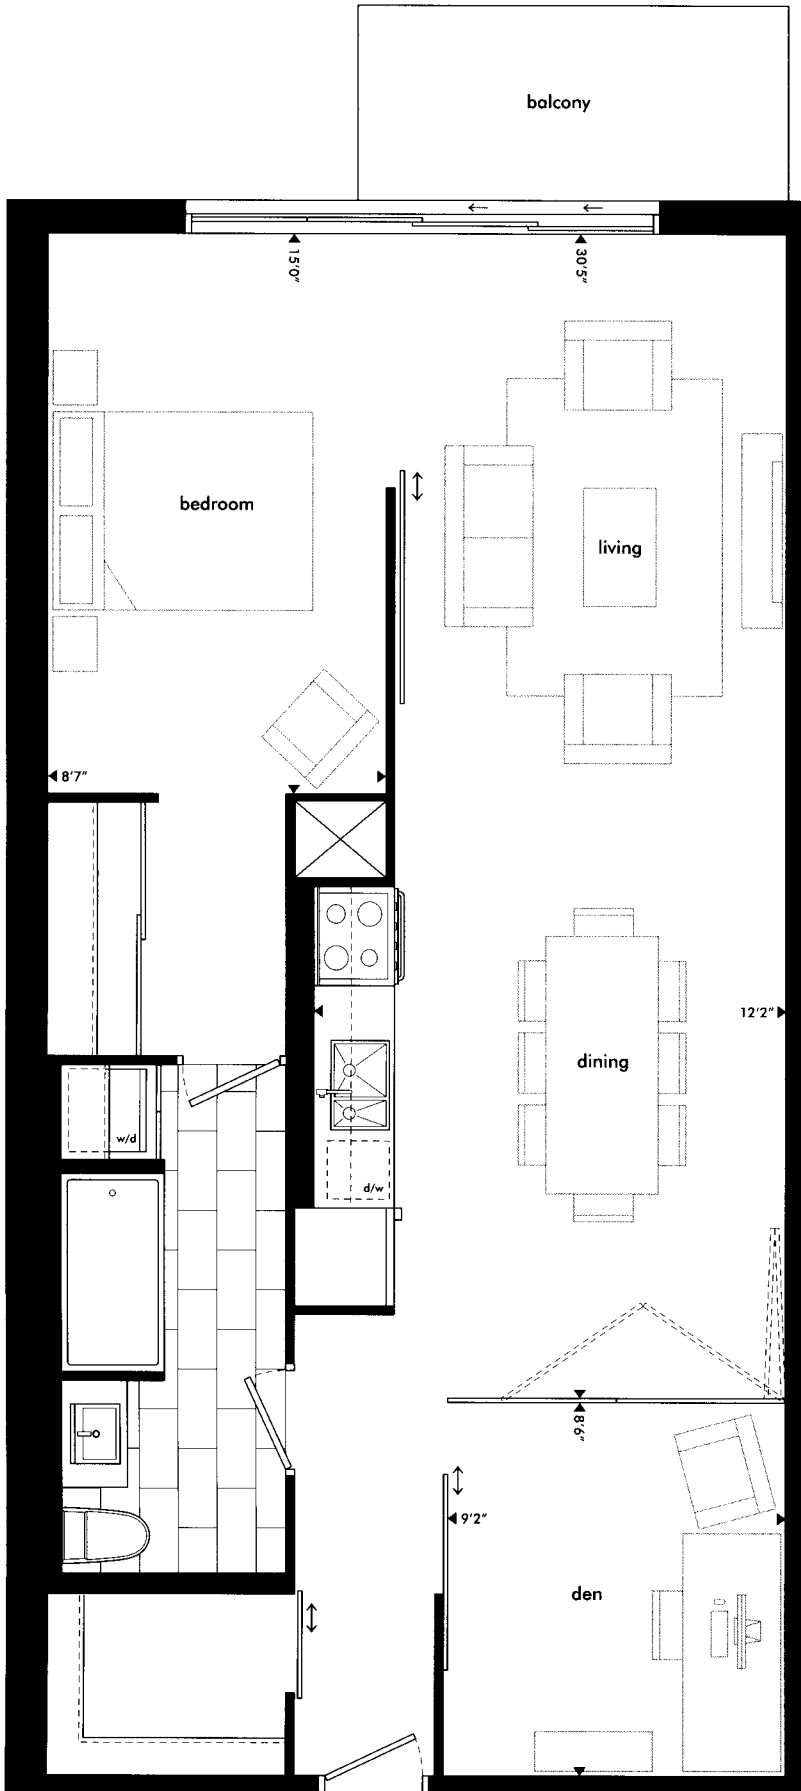 balcony
15'0"
30'5"
bedroom
living
8'7"
12'2"
dining
w/d
d/w
8'6"
9'2"
den